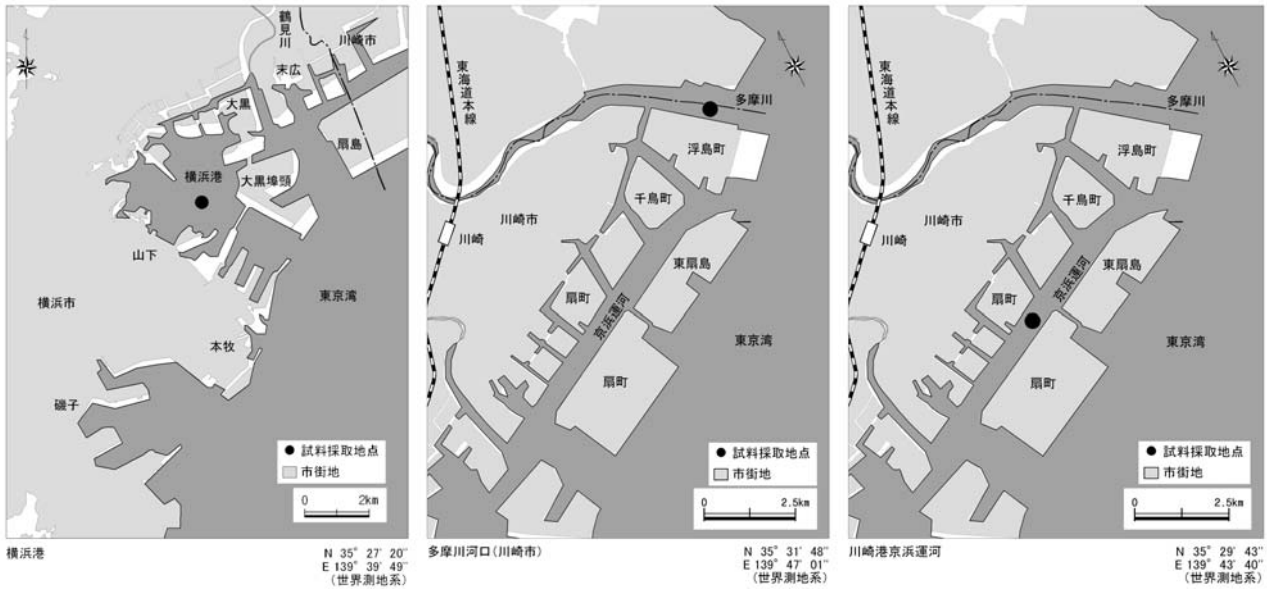 鶴見川
川崎市
末広
大黒
扇島
横浜港
大黒埠頭
山下
横浜市
東京湾
本牧
磯子
● 試料採取地点
市街地
0 2km
横浜港
N 35° 27' 20"
E 139° 39' 49"
(世界測地系)
東海道本線
多摩川
浮島町
千鳥町
川崎市
川崎
東扇島
扇町
京浜運河
東京湾
扇町
● 試料採取地点
市街地
0 2.5km
多摩川河口(川崎市)
N 35° 31' 48"
E 139° 47' 01"
(世界測地系)
東海道本線
多摩川
浮島町
千鳥町
川崎市
川崎
東扇島
京浜運河
扇町
東京湾
扇町
● 試料採取地点
市街地
0 2.5km
川崎港京浜運河
N 35° 29' 43"
E 139° 43' 40"
(世界測地系)